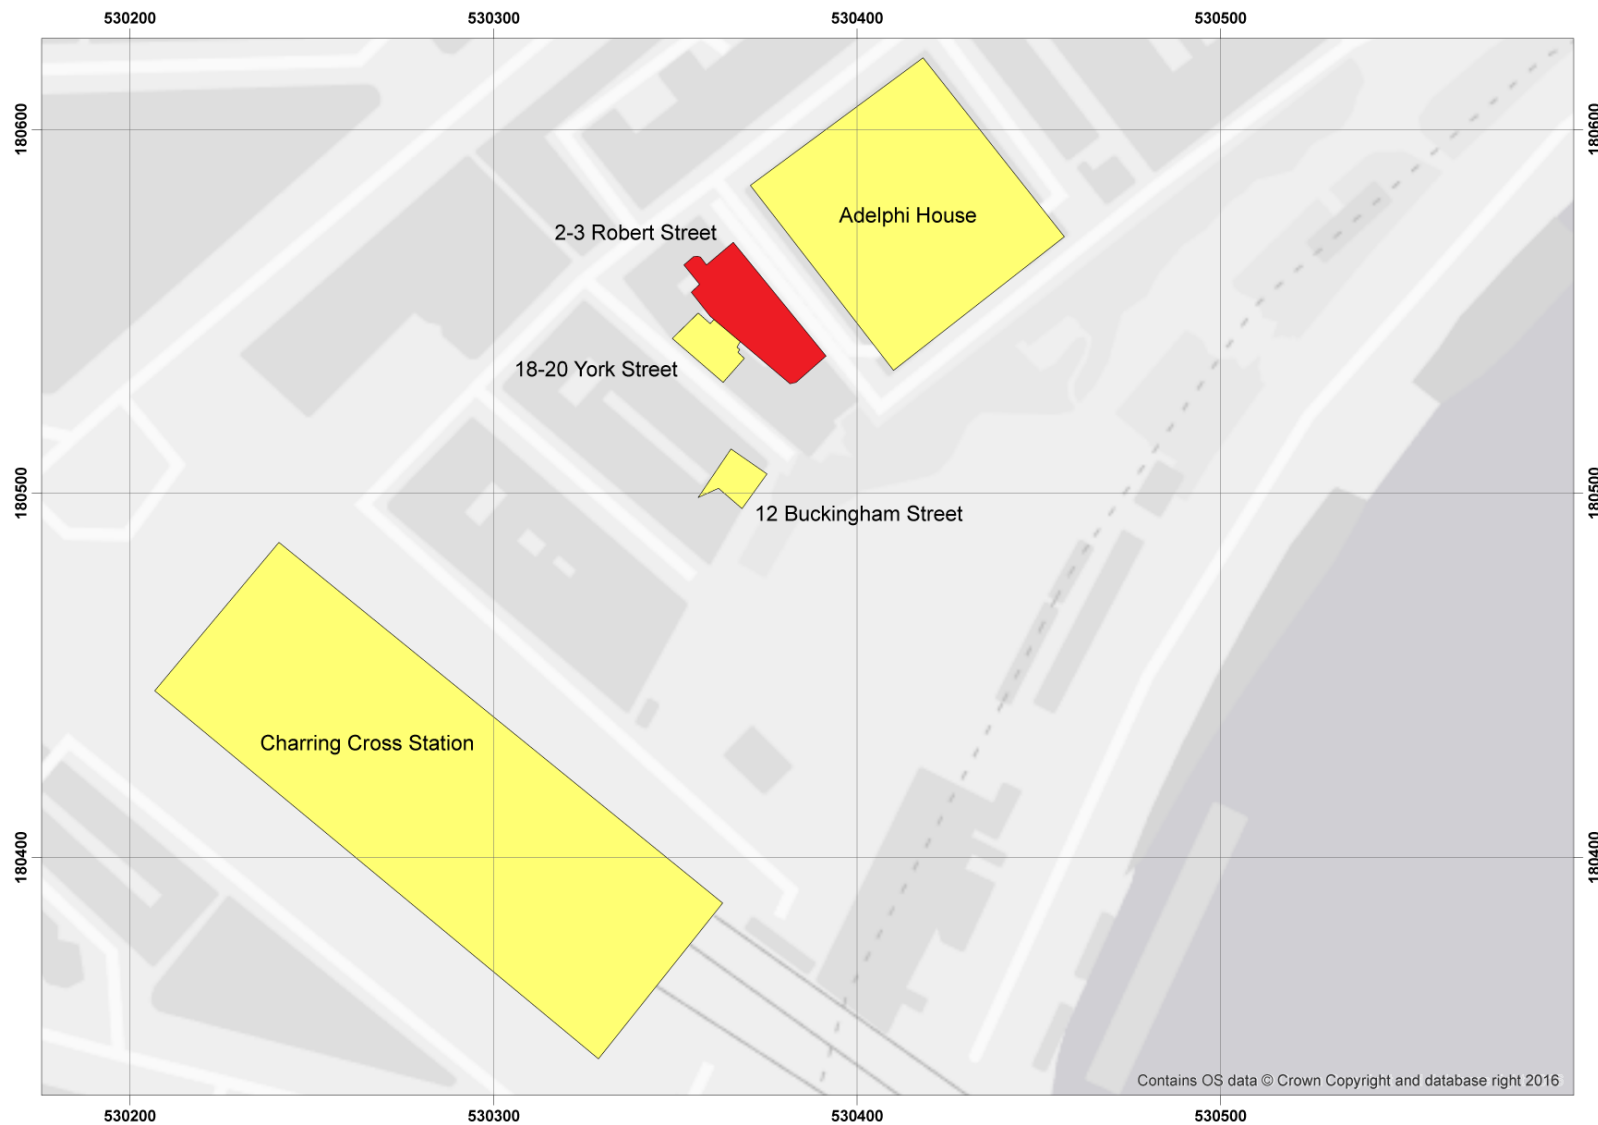 530200
530300
530400
530500
180600
180600
Adelphi House
2-3 Robert Street
18-20 York Street
180500
180500
12 Buckingham Street
Charring Cross Station
180400
180400
Contains OS data © Crown Copyright and database right 2016
530200
530300
530400
530500